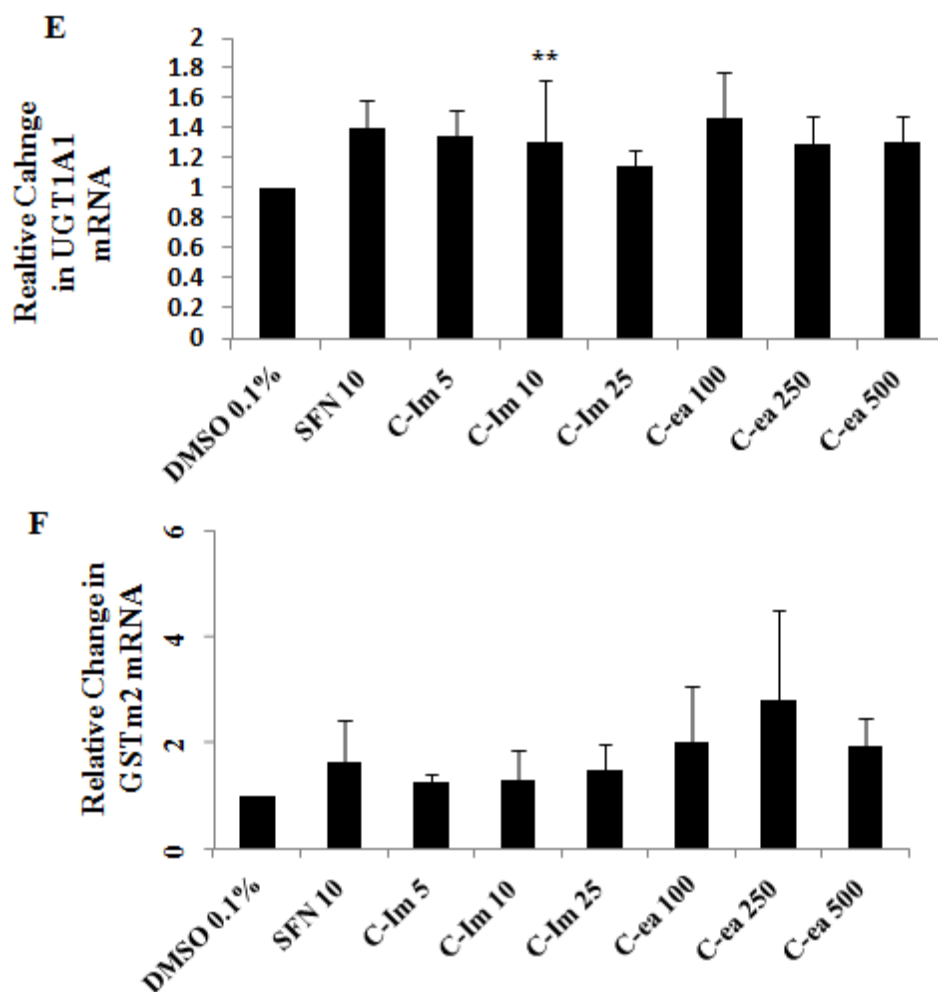 E
Realtive Cahnge
in UGT1A1
mRNA
2
1.8
1.6
1.4
1.2
1
0.8
0.6
0.4
0.2
0
**
DMSO 0.1%
SFN 10
C-Im 5
C-Im 10
C-Im 25
C-ea 100
C-ea 250
C-ea 500
F
Relative Change in
GSTm2 mRNA
6
4
2
0
DMSO 0.1%
SFN 10
C-Im 5
C-Im 10
C-Im 25
C-ea 100
C-ea 250
C-ea 500